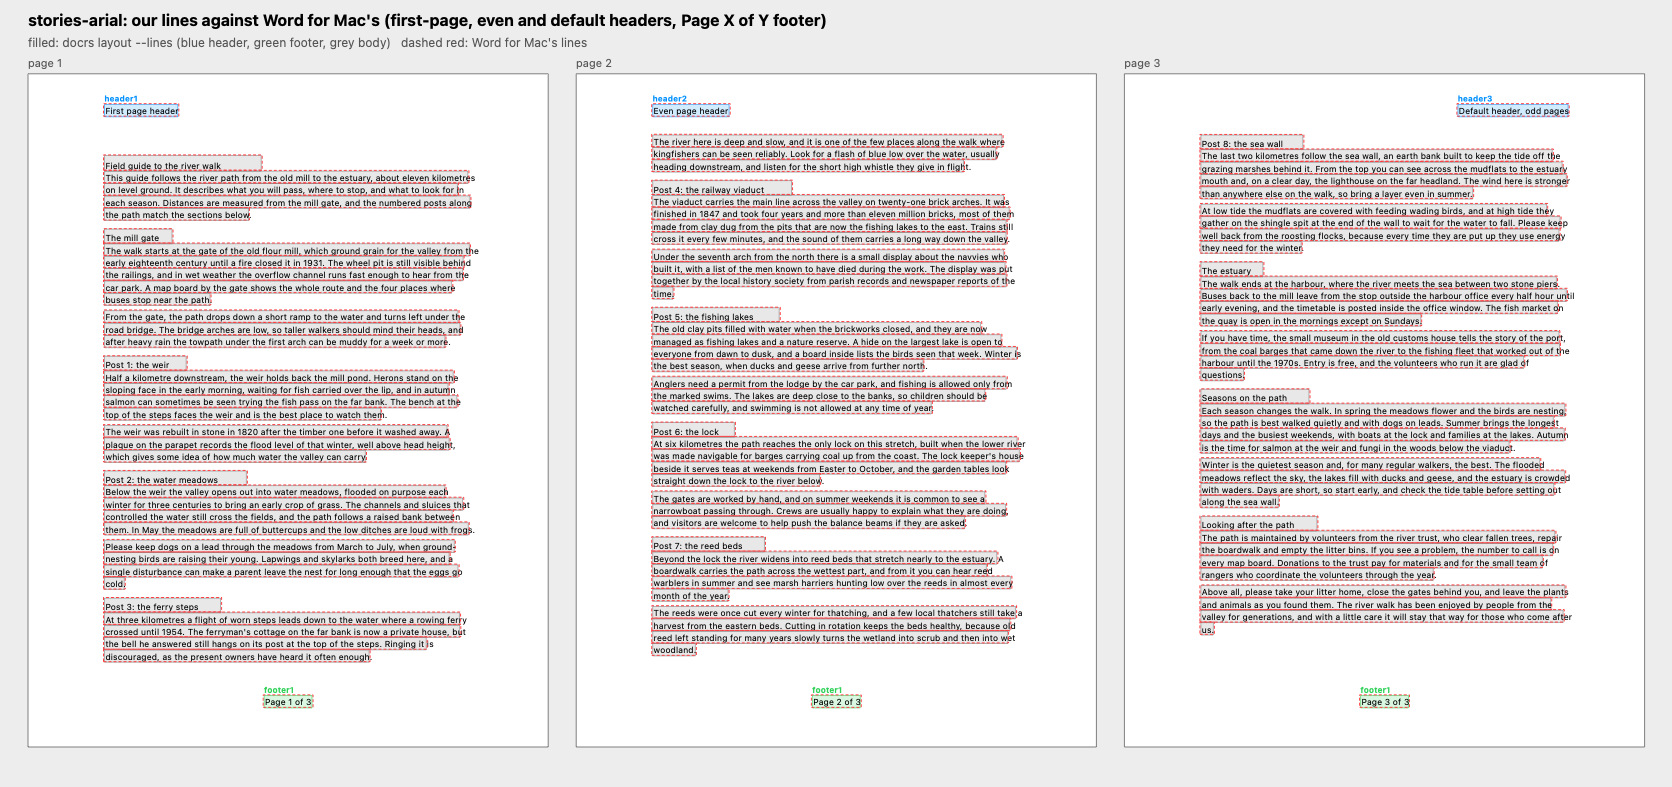 stories-arial: our lines against Word for Mac's (first-page, even and default headers, Page X of Y footer)
filled: docrs layout --lines (blue header, green footer, grey body)   dashed red: Word for Mac's lines
page 1
header1
First page header
Field guide to the river walk
This guide follows the river path from the old mill to the estuary, about eleven kilometres
on level ground. It describes what you will pass, where to stop, and what to look for in
each season. Distances are measured from the mill gate, and the numbered posts along
the path match the sections below.
The mill gate
The walk starts at the gate of the old flour mill, which ground grain for the valley from the
early eighteenth century until a fire closed it in 1931. The wheel pit is still visible behind
the railings, and in wet weather the overflow channel runs fast enough to hear from the
car park. A map board by the gate shows the whole route and the four places where
buses stop near the path.
From the gate, the path drops down a short ramp to the water and turns left under the
road bridge. The bridge arches are low, so taller walkers should mind their heads, and
after heavy rain the towpath under the first arch can be muddy for a week or more.
Post 1: the weir
Half a kilometre downstream, the weir holds back the mill pond. Herons stand on the
sloping face in the early morning, waiting for fish carried over the lip, and in autumn
salmon can sometimes be seen trying the fish pass on the far bank. The bench at the
top of the steps faces the weir and is the best place to watch them.
The weir was rebuilt in stone in 1820 after the timber one before it washed away. A
plaque on the parapet records the flood level of that winter, well above head height,
which gives some idea of how much water the valley can carry.
Post 2: the water meadows
Below the weir the valley opens out into water meadows, flooded on purpose each
winter for three centuries to bring an early crop of grass. The channels and sluices that
controlled the water still cross the fields, and the path follows a raised bank between
them. In May the meadows are full of buttercups and the low ditches are loud with frogs.
Please keep dogs on a lead through the meadows from March to July, when ground-
nesting birds are raising their young. Lapwings and skylarks both breed here, and a
single disturbance can make a parent leave the nest for long enough that the eggs go
cold.
Post 3: the ferry steps
At three kilometres a flight of worn steps leads down to the water where a rowing ferry
crossed until 1954. The ferryman's cottage on the far bank is now a private house, but
the bell he answered still hangs on its post at the top of the steps. Ringing it is
discouraged, as the present owners have heard it often enough.
footer1
Page 1 of 3
page 2
header2
Even page header
The river here is deep and slow, and it is one of the few places along the walk where
kingfishers can be seen reliably. Look for a flash of blue low over the water, usually
heading downstream, and listen for the short high whistle they give in flight.
Post 4: the railway viaduct
The viaduct carries the main line across the valley on twenty-one brick arches. It was
finished in 1847 and took four years and more than eleven million bricks, most of them
made from clay dug from the pits that are now the fishing lakes to the east. Trains still
cross it every few minutes, and the sound of them carries a long way down the valley.
Under the seventh arch from the north there is a small display about the navvies who
built it, with a list of the men known to have died during the work. The display was put
together by the local history society from parish records and newspaper reports of the
time.
Post 5: the fishing lakes
The old clay pits filled with water when the brickworks closed, and they are now
managed as fishing lakes and a nature reserve. A hide on the largest lake is open to
everyone from dawn to dusk, and a board inside lists the birds seen that week. Winter is
the best season, when ducks and geese arrive from further north.
Anglers need a permit from the lodge by the car park, and fishing is allowed only from
the marked swims. The lakes are deep close to the banks, so children should be
watched carefully, and swimming is not allowed at any time of year.
Post 6: the lock
At six kilometres the path reaches the only lock on this stretch, built when the lower river
was made navigable for barges carrying coal up from the coast. The lock keeper's house
beside it serves teas at weekends from Easter to October, and the garden tables look
straight down the lock to the river below.
The gates are worked by hand, and on summer weekends it is common to see a
narrowboat passing through. Crews are usually happy to explain what they are doing,
and visitors are welcome to help push the balance beams if they are asked.
Post 7: the reed beds
Beyond the lock the river widens into reed beds that stretch nearly to the estuary. A
boardwalk carries the path across the wettest part, and from it you can hear reed
warblers in summer and see marsh harriers hunting low over the reeds in almost every
month of the year.
The reeds were once cut every winter for thatching, and a few local thatchers still take a
harvest from the eastern beds. Cutting in rotation keeps the beds healthy, because old
reed left standing for many years slowly turns the wetland into scrub and then into wet
woodland.
footer1
Page 2 of 3
page 3
header3
Default header, odd pages
Post 8: the sea wall
The last two kilometres follow the sea wall, an earth bank built to keep the tide off the
grazing marshes behind it. From the top you can see across the mudflats to the estuary
mouth and, on a clear day, the lighthouse on the far headland. The wind here is stronger
than anywhere else on the walk, so bring a layer even in summer.
At low tide the mudflats are covered with feeding wading birds, and at high tide they
gather on the shingle spit at the end of the wall to wait for the water to fall. Please keep
well back from the roosting flocks, because every time they are put up they use energy
they need for the winter.
The estuary
The walk ends at the harbour, where the river meets the sea between two stone piers.
Buses back to the mill leave from the stop outside the harbour office every half hour until
early evening, and the timetable is posted inside the office window. The fish market on
the quay is open in the mornings except on Sundays.
If you have time, the small museum in the old customs house tells the story of the port,
from the coal barges that came down the river to the fishing fleet that worked out of the
harbour until the 1970s. Entry is free, and the volunteers who run it are glad of
questions.
Seasons on the path
Each season changes the walk. In spring the meadows flower and the birds are nesting,
so the path is best walked quietly and with dogs on leads. Summer brings the longest
days and the busiest weekends, with boats at the lock and families at the lakes. Autumn
is the time for salmon at the weir and fungi in the woods below the viaduct.
Winter is the quietest season and, for many regular walkers, the best. The flooded
meadows reflect the sky, the lakes fill with ducks and geese, and the estuary is crowded
with waders. Days are short, so start early, and check the tide table before setting out
along the sea wall.
Looking after the path
The path is maintained by volunteers from the river trust, who clear fallen trees, repair
the boardwalk and empty the litter bins. If you see a problem, the number to call is on
every map board. Donations to the trust pay for materials and for the small team of
rangers who coordinate the volunteers through the year.
Above all, please take your litter home, close the gates behind you, and leave the plants
and animals as you found them. The river walk has been enjoyed by people from the
valley for generations, and with a little care it will stay that way for those who come after
us.
footer1
Page 3 of 3